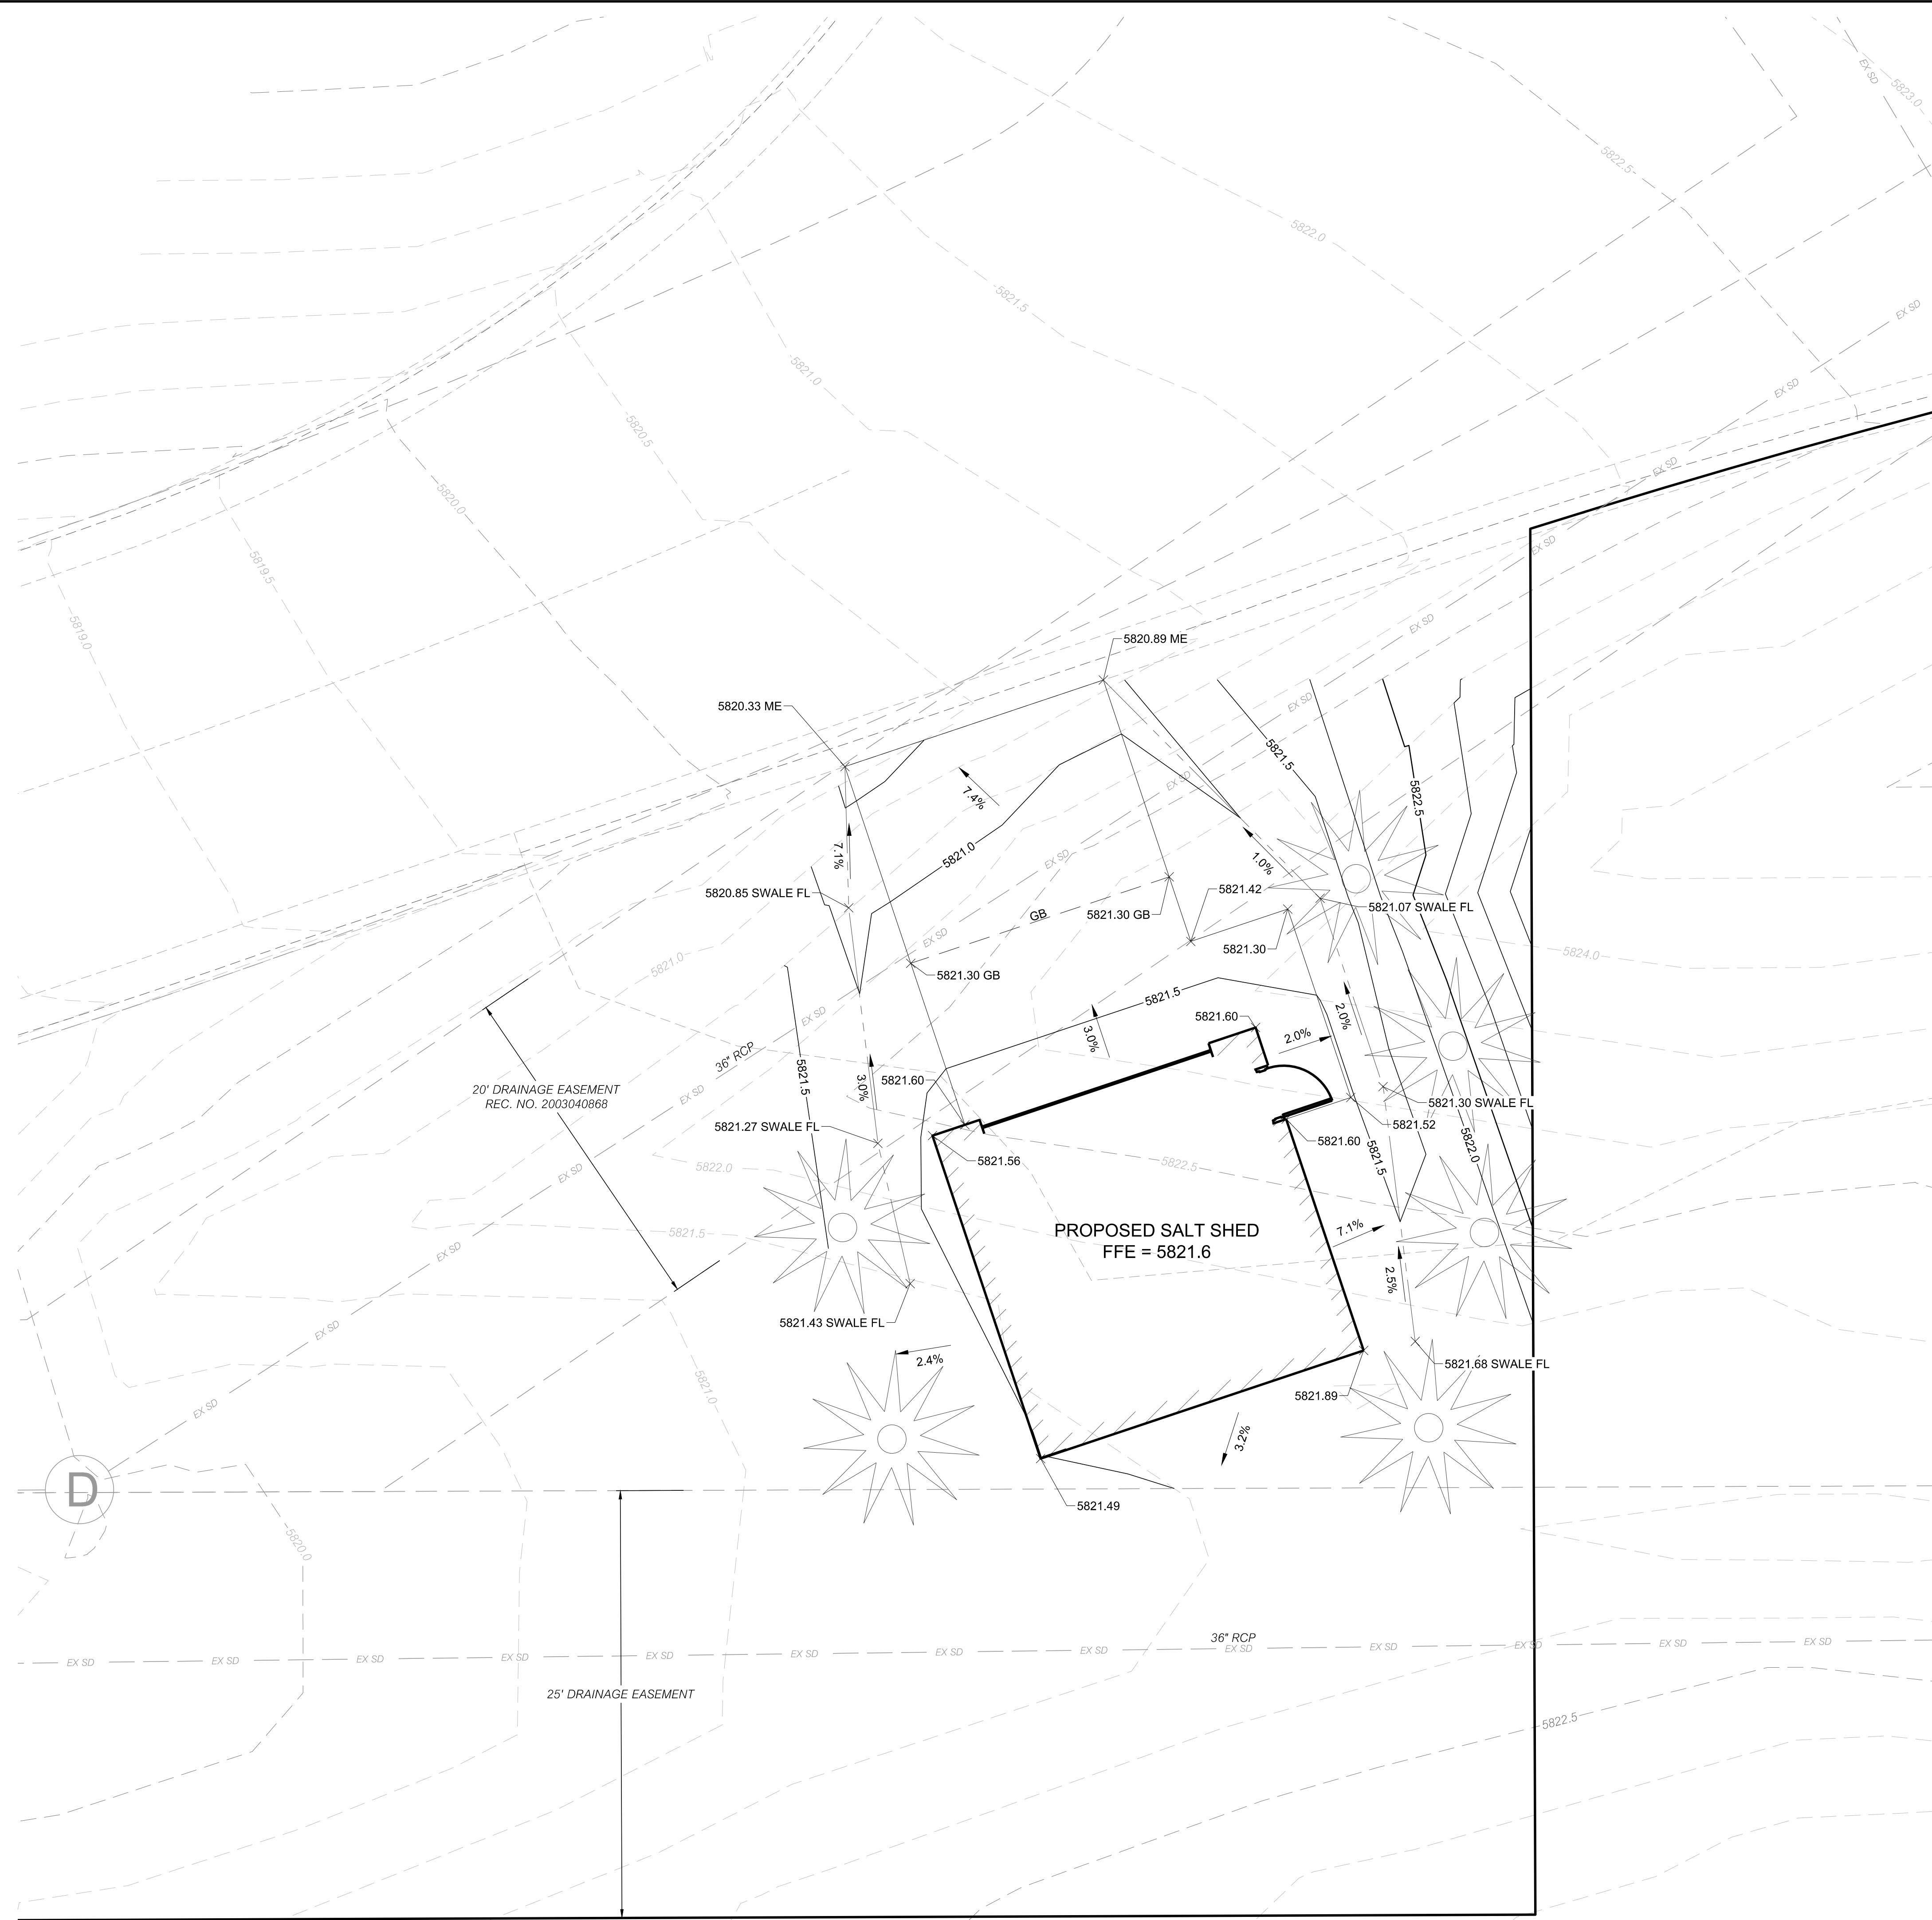 EX SD
5823.0
5822.5
5822.0
EX SD
5821.5
5821.0
EX SD
5820.5
EX SD
5820.0
5819.5
EX SD
5819.0
EX SD
5820.89 ME
5820.33 ME
EX SD
5821.5
EX SD
7.4%
5822.5
7.1%
5821.0
EX SD
1.0%
5820.85 SWALE FL
5821.42
5821.07 SWALE FL
GB
5821.30 GB
EX SD
5821.30
5824.0
5821.0
5821.30 GB
5821.5
EX SD
5821.60
2.0%
3.0%
2.0%
36" RCP
5821.5
3.0%
5821.60
20' DRAINAGE EASEMENT
REC. NO. 2003040868
EX SD
5821.30 SWALE FL
5821.27 SWALE FL
5821.52
5821.60
5822.0
5821.56
5822.5
5821.5
5822.0
EX SD
5821.5
PROPOSED SALT SHED
FFE = 5821.6
7.1%
EX SD
2.5%
5821.43 SWALE FL
EX SD
2.4%
5821.68 SWALE FL
5821.0
5821.89
EX SD
3.2%
D
5821.49
5820.0
36" RCP
EX SD EX SD EX SD EX SD EX SD EX SD EX SD EX SD EX SD EX SD EX SD EX SD EX SD
25' DRAINAGE EASEMENT
5822.5